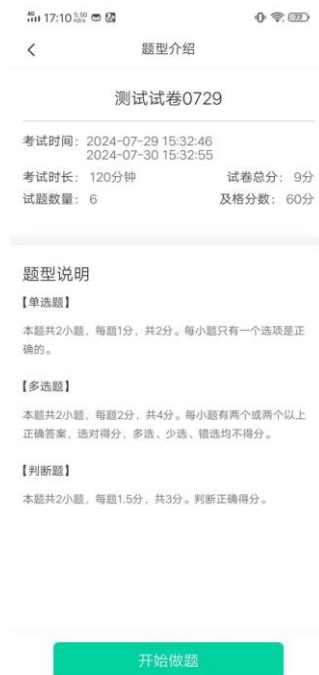 4G 17:10 5.50 KB/s 77
题型介绍
测试试卷0729
考试时间： 2024-07-29 15:32:46
2024-07-30 15:32:55
考试时长： 120分钟 试卷总分： 9分
试题数量： 6 及格分数： 60分
题型说明
【单选题】
本题共2小题，每题1分，共2分。每小题只有一个选项是正
确的。
【多选题】
本题共2小题，每题2分，共4分。每小题有两个或两个以上
正确答案，选对得分，多选、少选、错选均不得分。
【判断题】
本题共2小题，每题1.5分，共3分。判断正确得分。
开始做题